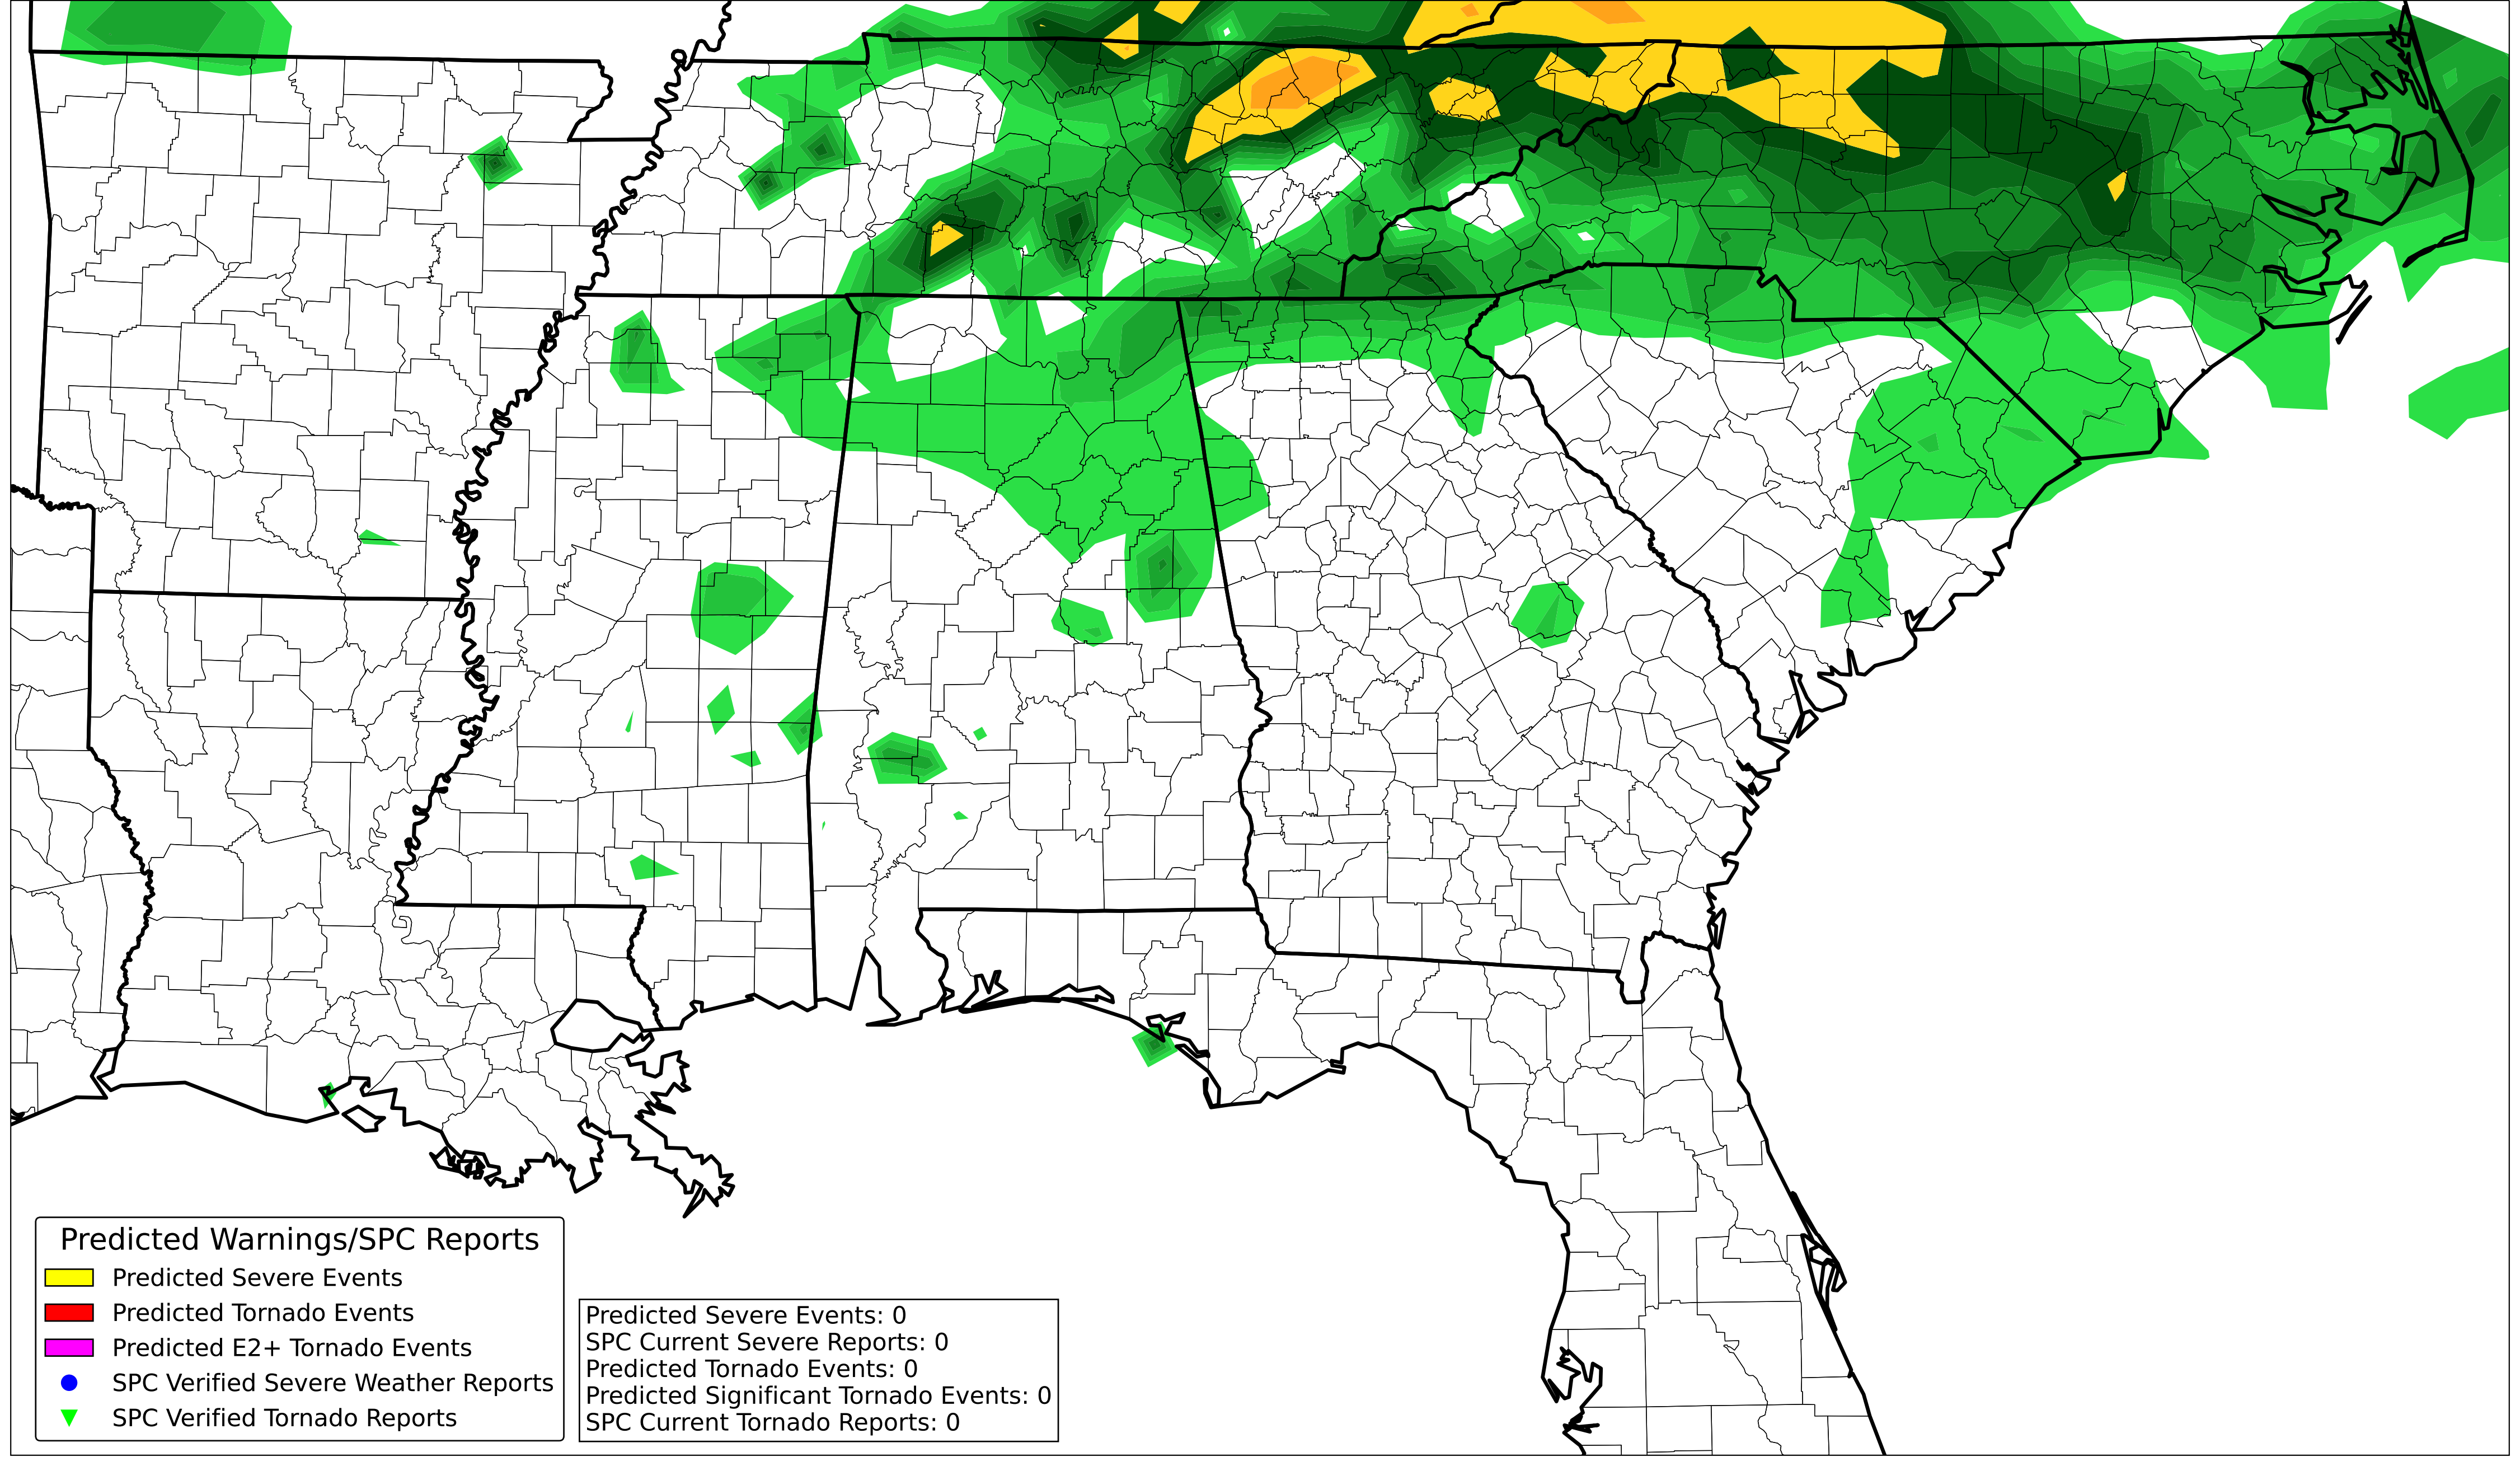 Predicted Warnings/SPC Reports
Predicted Severe Events
Predicted Tornado Events
Predicted E2+ Tornado Events
SPC Verified Severe Weather Reports
SPC Verified Tornado Reports
Predicted Severe Events: 0
SPC Current Severe Reports: 0
Predicted Tornado Events: 0
Predicted Significant Tornado Events: 0
SPC Current Tornado Reports: 0